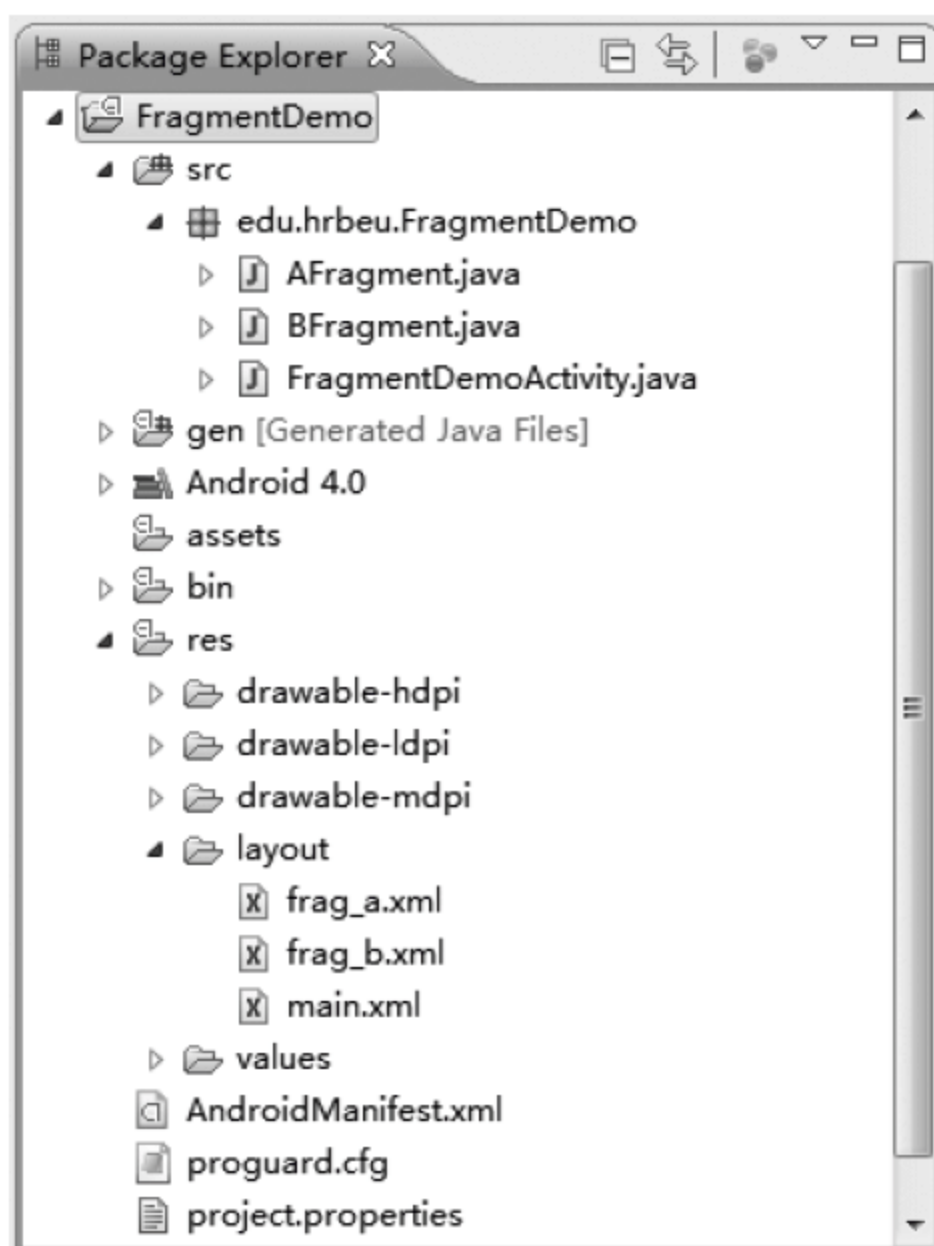 Package Explorer
FragmentDemo
src
edu.hrbeu.FragmentDemo
AFragment.java
BFragment.java
FragmentDemoActivity.java
gen [Generated Java Files]
Android 4.0
assets
bin
res
drawable-hdpi
drawable-ldpi
drawable-mdpi
layout
frag_a.xml
frag_b.xml
main.xml
values
AndroidManifest.xml
proguard.cfg
project.properties